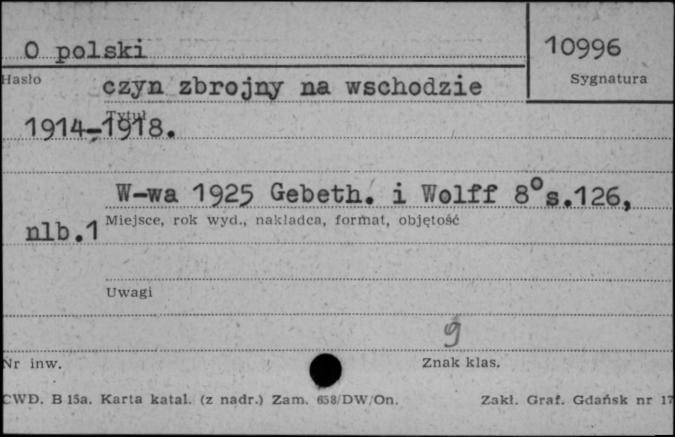 O polski
10996
Hasło
czyn zbrojny na wschodzie
Sygnatura
Tytuł
1914-1918.
W-wa 1925 Gebeth. i Wolff 8° s.126,
nlb.1
Miejsce, rok wyd., nakładca, format, objętość
Uwagi
g
Nr inw.
Znak klas.
CWD. B 15a. Karta katal. (z nadr.) Zam. 658/DW/On.
Zakł. Graf. Gdańsk nr 17